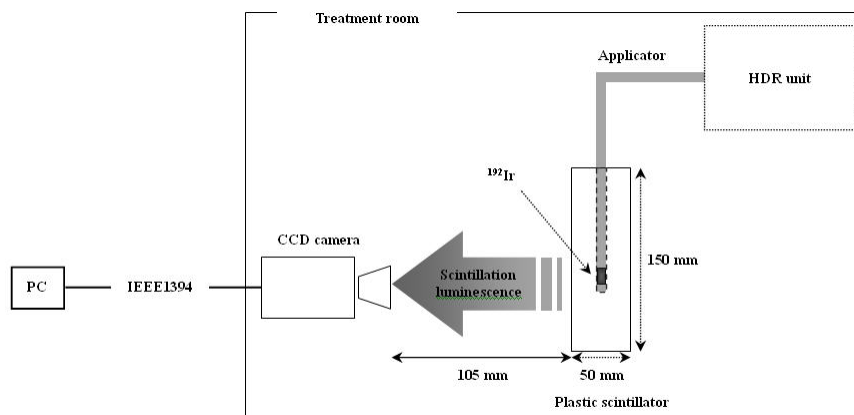 Treatment room
Applicator
HDR unit
¹⁹²Ir
CCD camera
150 mm
Scintillation
luminescence
PC
IEEE1394
105 mm
50 mm
Plastic scintillator